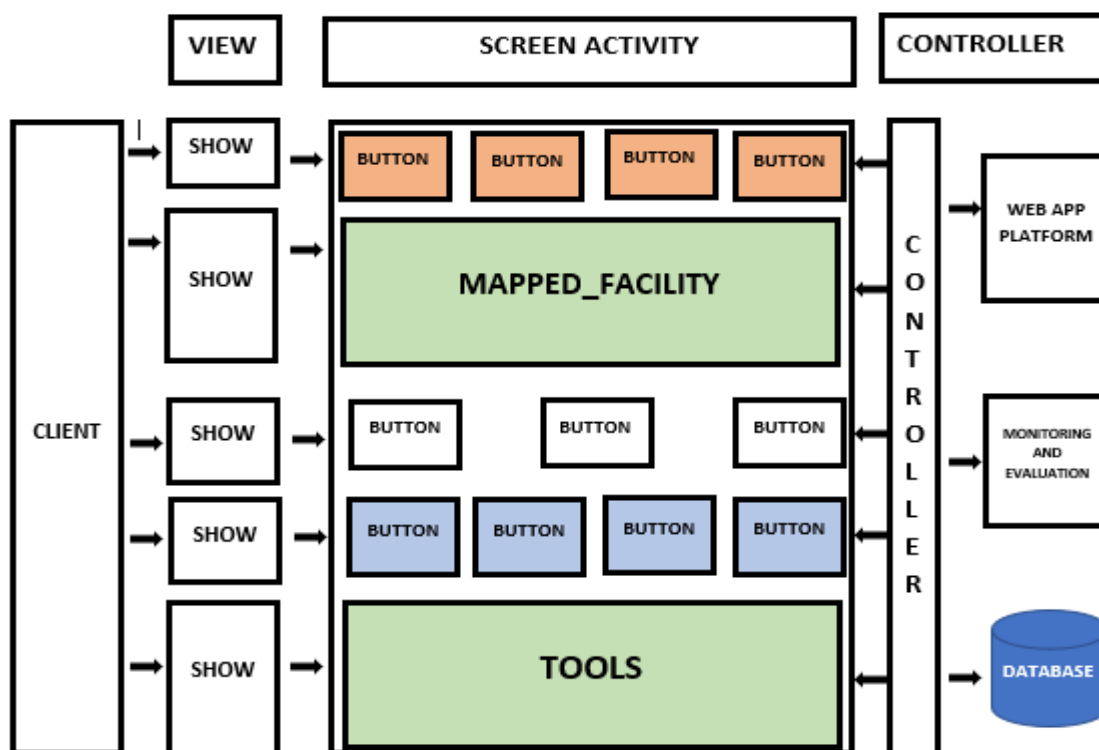 VIEW
SCREEN ACTIVITY
CONTROLLER
CLIENT
SHOW
BUTTON BUTTON BUTTON BUTTON
SHOW
MAPPED_FACILITY
SHOW
BUTTON BUTTON BUTTON
SHOW
BUTTON BUTTON BUTTON BUTTON
SHOW
TOOLS
C
O
N
T
R
O
L
L
E
R
WEB APP
PLATFORM
MONITORING
AND
EVALUATION
DATABASE